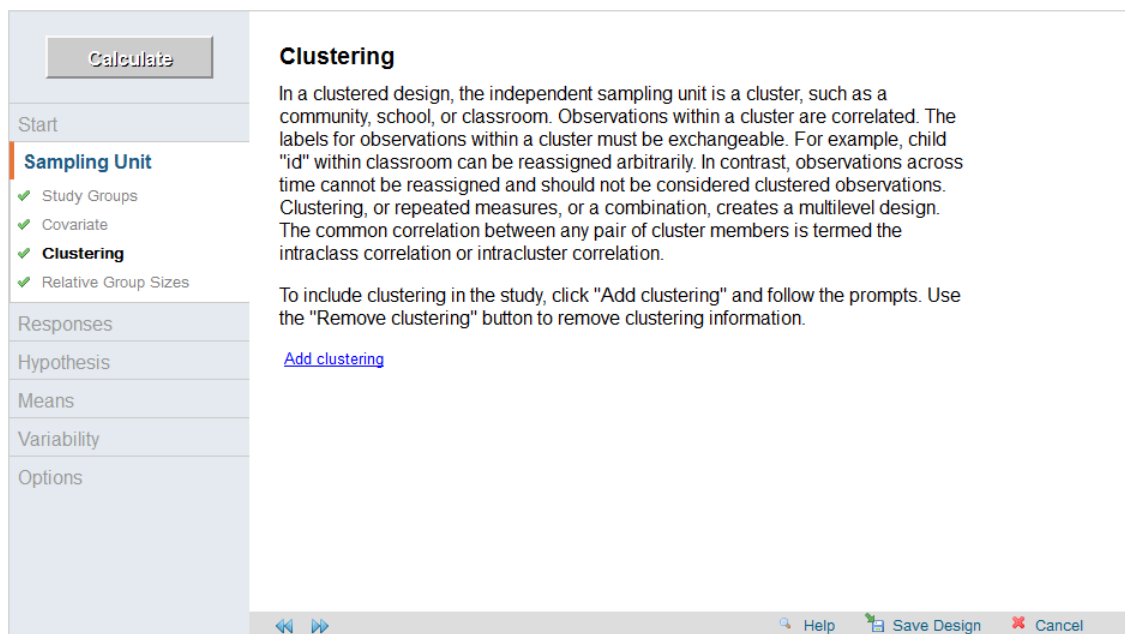 Calculate
Start
Sampling Unit
Study Groups
Covariate
Clustering
Relative Group Sizes
Responses
Hypothesis
Means
Variability
Options
Clustering
In a clustered design, the independent sampling unit is a cluster, such as a
community, school, or classroom. Observations within a cluster are correlated. The
labels for observations within a cluster must be exchangeable. For example, child
"id" within classroom can be reassigned arbitrarily. In contrast, observations across
time cannot be reassigned and should not be considered clustered observations.
Clustering, or repeated measures, or a combination, creates a multilevel design.
The common correlation between any pair of cluster members is termed the
intraclass correlation or intracluster correlation.
To include clustering in the study, click "Add clustering" and follow the prompts. Use
the "Remove clustering" button to remove clustering information.
Add clustering
Help Save Design Cancel